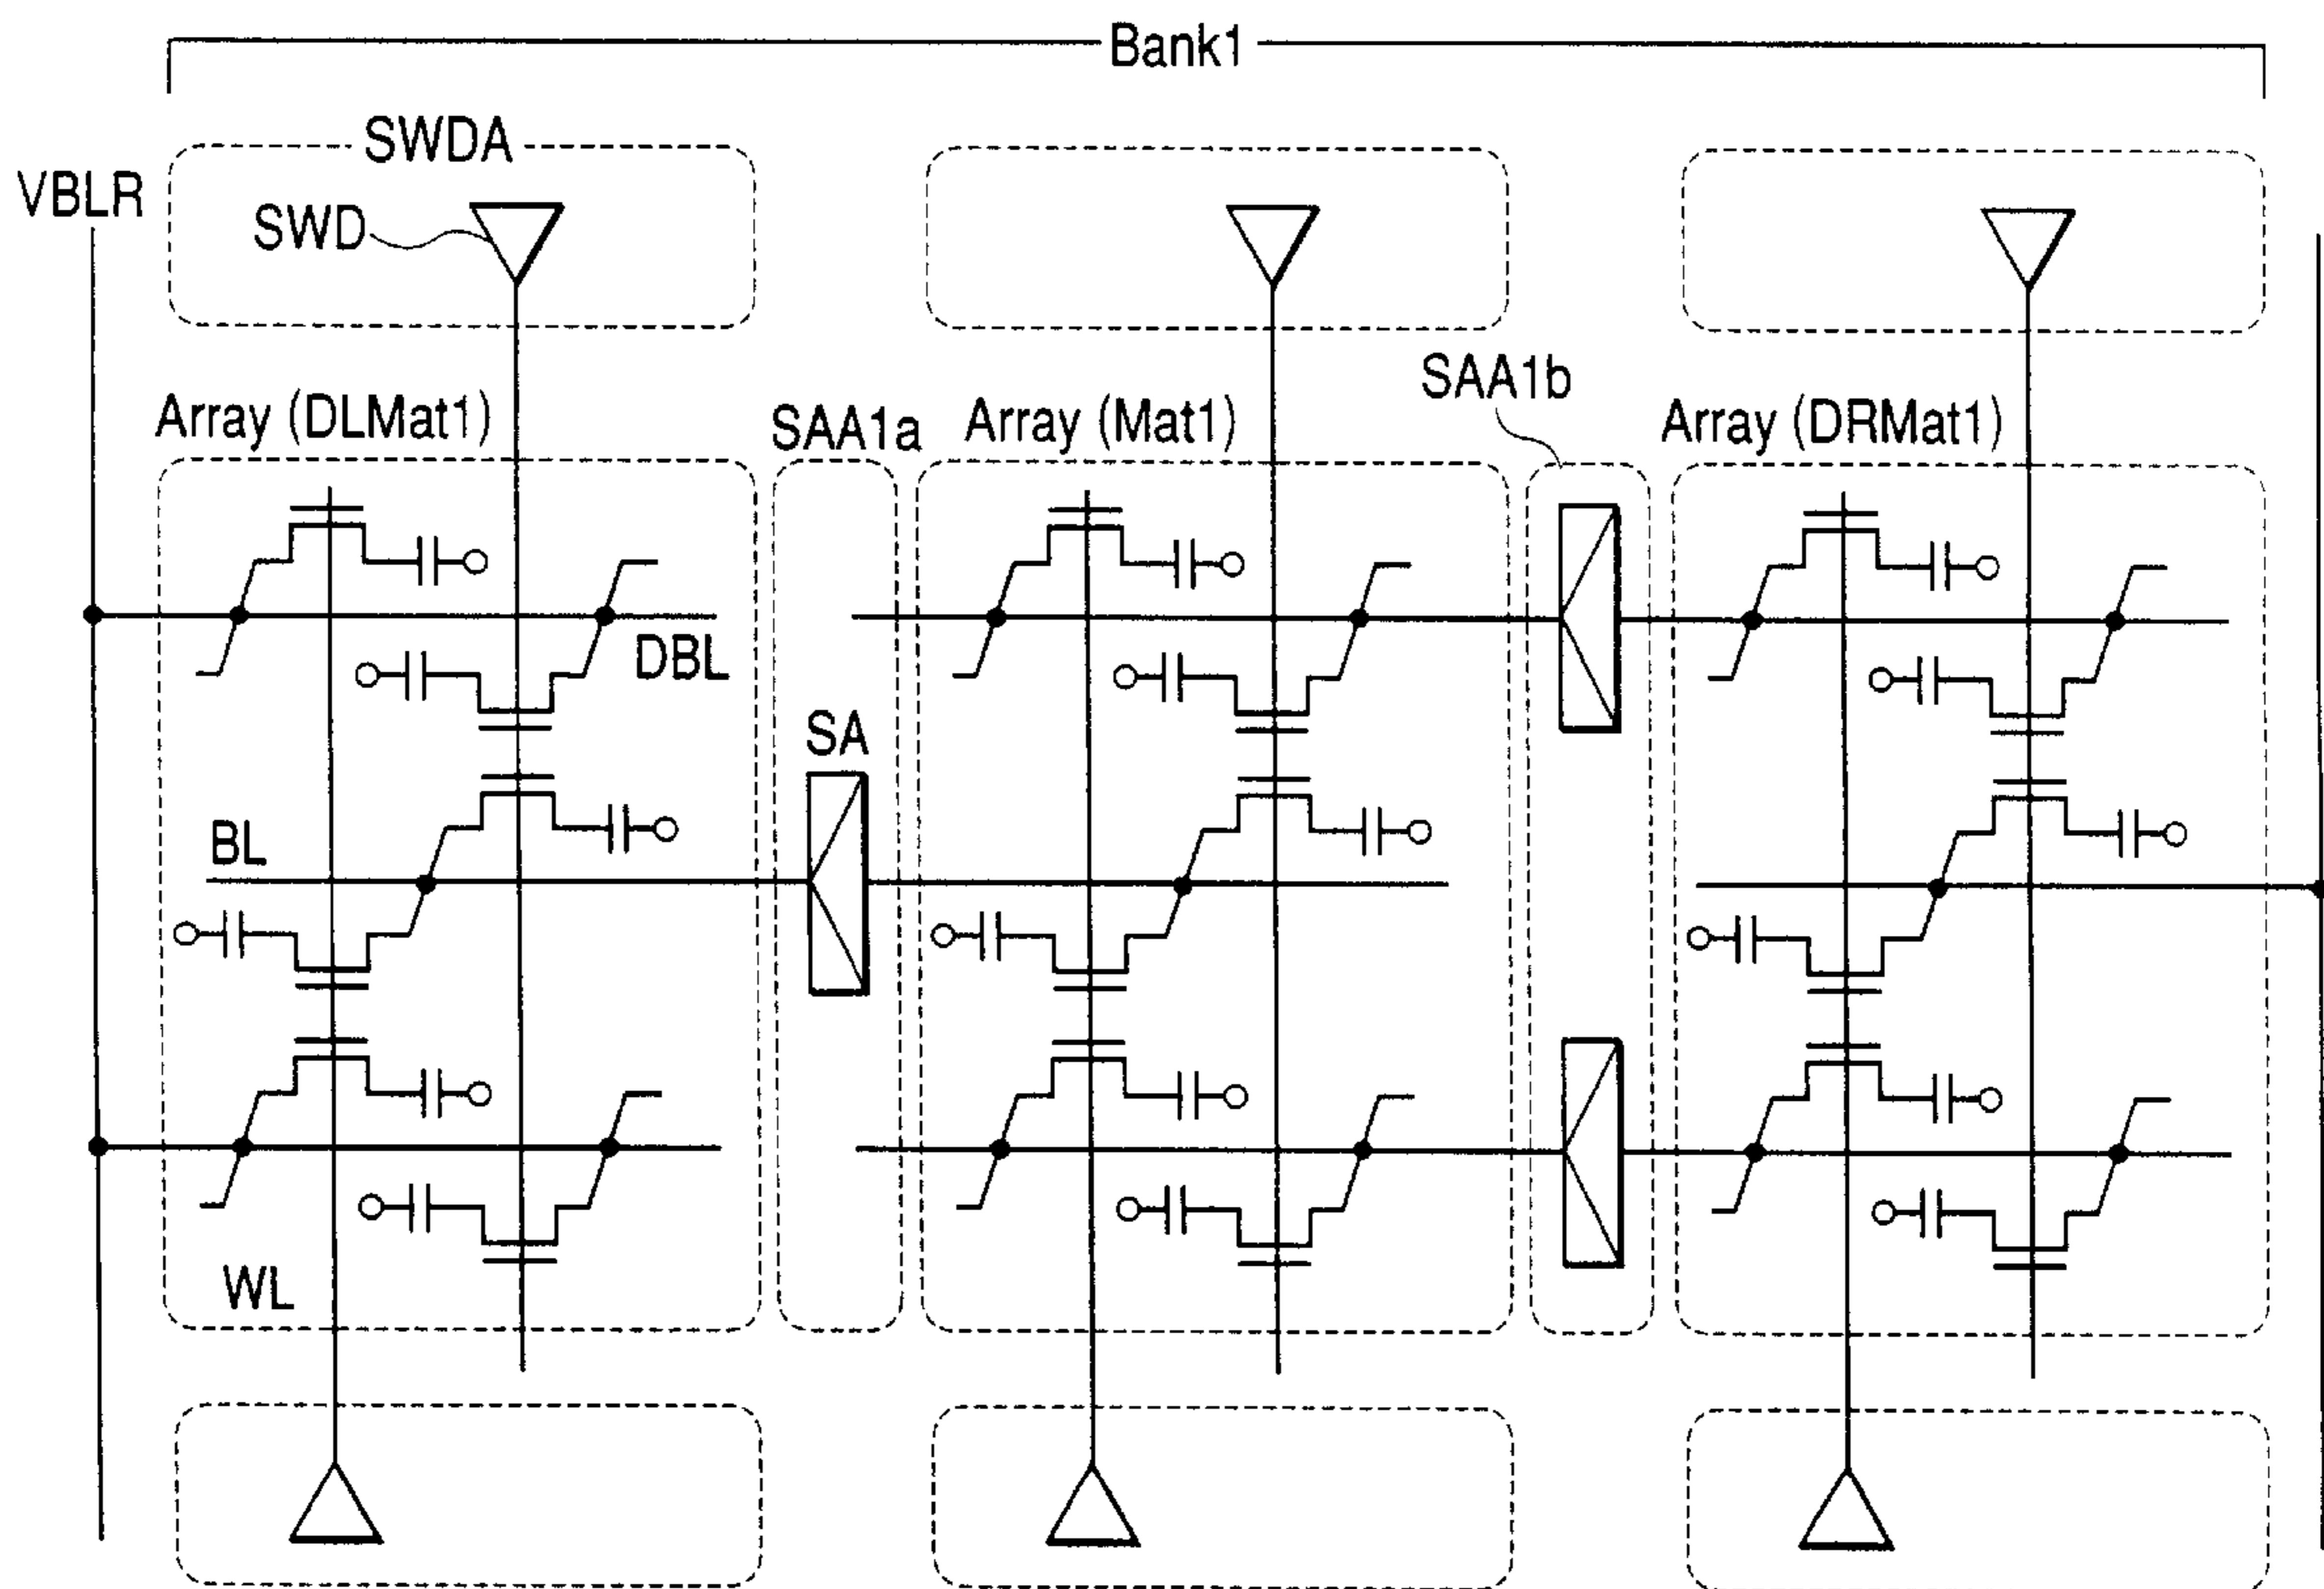 Bank1
SWDA
VBLR
SWD
SAA1b
Array (DLMat1)
SAA1a
Array (Mat1)
Array (DRMat1)
DBL
SA
BL
WL